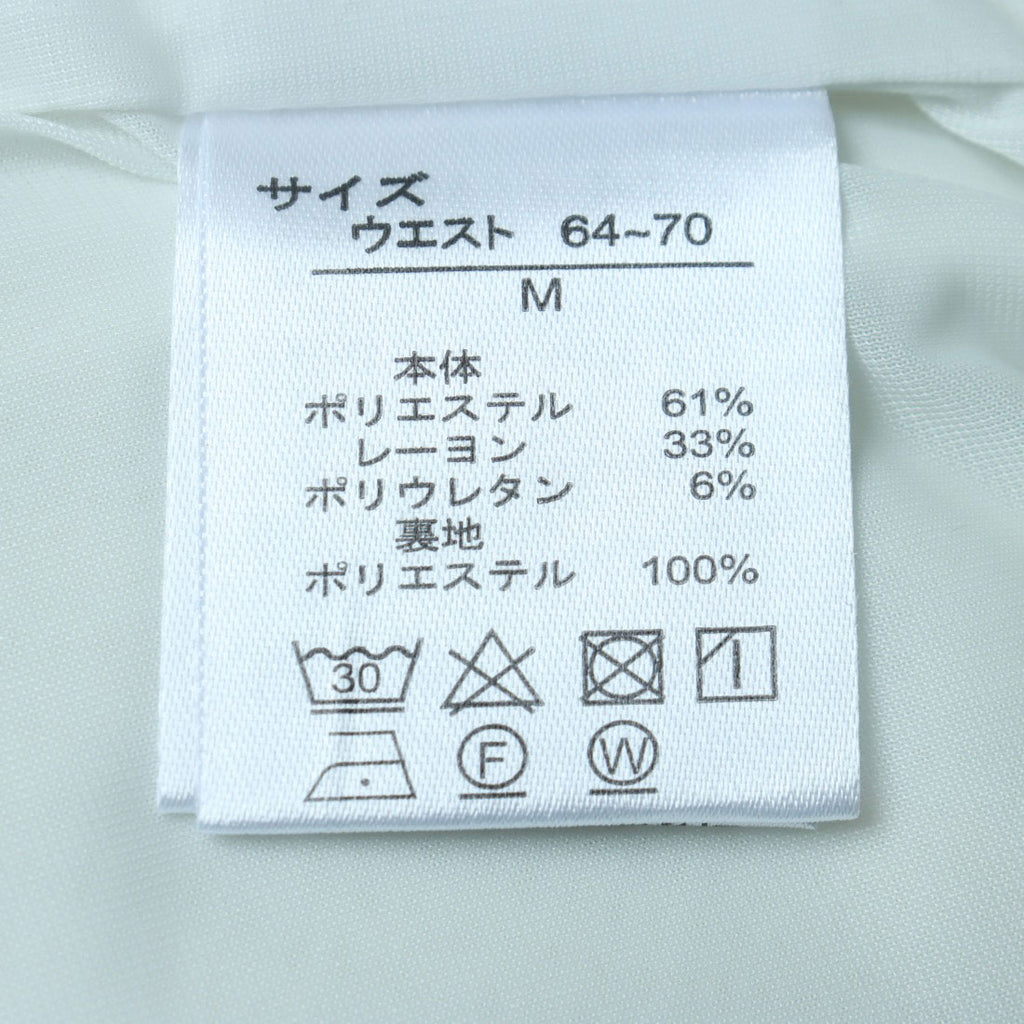 サイズ
ウエスト 64~70
M
本体
ポリエステル 61%
レーヨン 33%
ポリウレタン 6%
裏地
ポリエステル 100%
30
F W